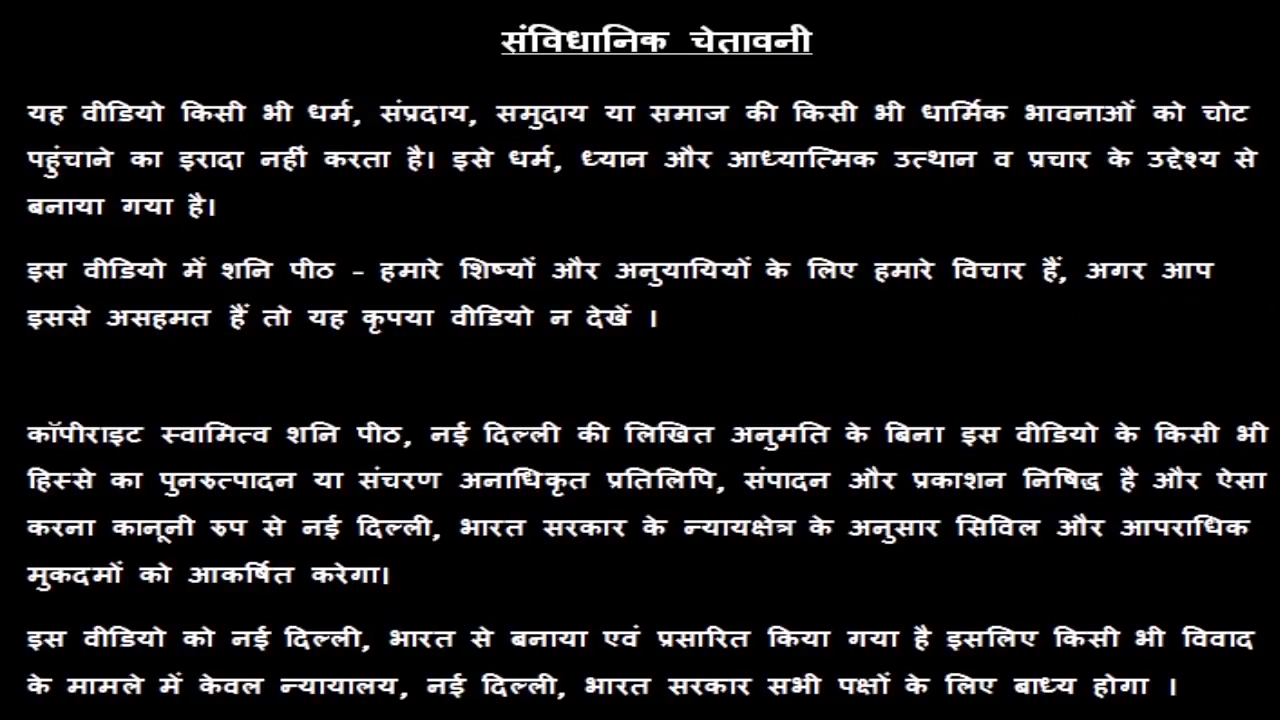 संविधानिक चेतावनी
यह वीडियो किसी भी धर्म, संप्रदाय, समुदाय या समाज की किसी भी धार्मिक भावनाओं को चोट
पहुंचाने का इरादा नहीं करता है। इसे धर्म, ध्यान और आध्यात्मिक उत्थान व प्रचार के उद्देश्य से
बनाया गया है।
इस वीडियो में शनि पीठ – हमारे शिष्यों और अनुयायियों के लिए हमारे विचार हैं, अगर आप
इससे असहमत हैं तो यह कृपया वीडियो न देखें ।
कॉपीराइट स्वामित्व शनि पीठ, नई दिल्ली की लिखित अनुमति के बिना इस वीडियो के किसी भी
हिस्से का पुनरुत्पादन या संचरण अनाधिकृत प्रतिलिपि, संपादन और प्रकाशन निषिद्ध है और ऐसा
करना कानूनी रुप से नई दिल्ली, भारत सरकार के न्यायक्षेत्र के अनुसार सिविल और आपराधिक
मुकदमों को आकर्षित करेगा।
इस वीडियो को नई दिल्ली, भारत से बनाया एवं प्रसारित किया गया है इसलिए किसी भी विवाद
के मामले में केवल न्यायालय, नई दिल्ली, भारत सरकार सभी पक्षों के लिए बाध्य होगा ।